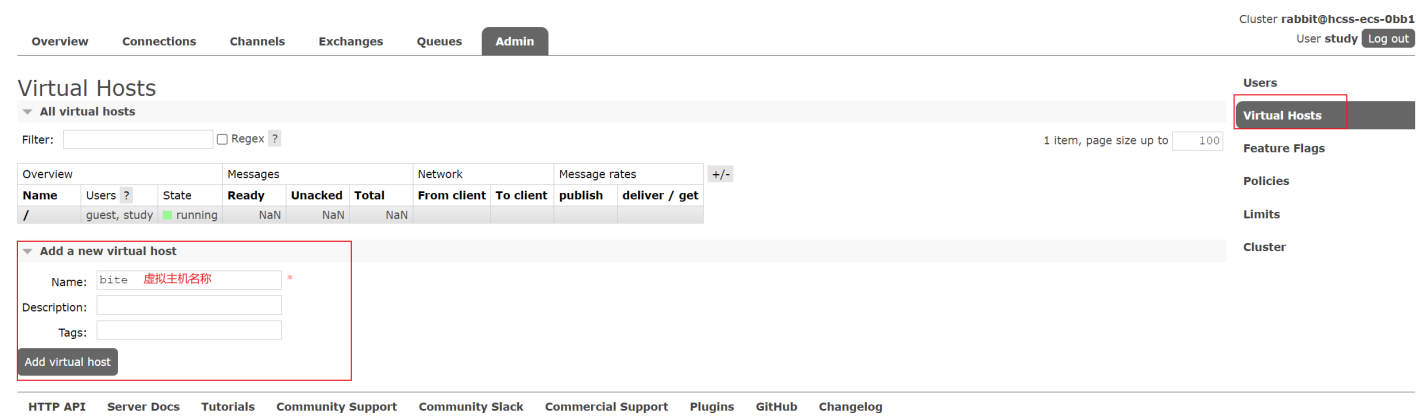 Cluster rabbit@hcss-ecs-0bb1
User study Log out
Overview Connections Channels Exchanges Queues Admin
Virtual Hosts
All virtual hosts
Filter: Regex ? 1 item, page size up to 100
Overview Messages Network Message rates +/-
Name Users ? State Ready Unacked Total From client To client publish deliver / get
/ guest, study running NaN NaN NaN
Add a new virtual host
Name: bite 虚拟主机名称 *
Description:
Tags:
Add virtual host
Users
Virtual Hosts
Feature Flags
Policies
Limits
Cluster
HTTP API Server Docs Tutorials Community Support Community Slack Commercial Support Plugins GitHub Changelog